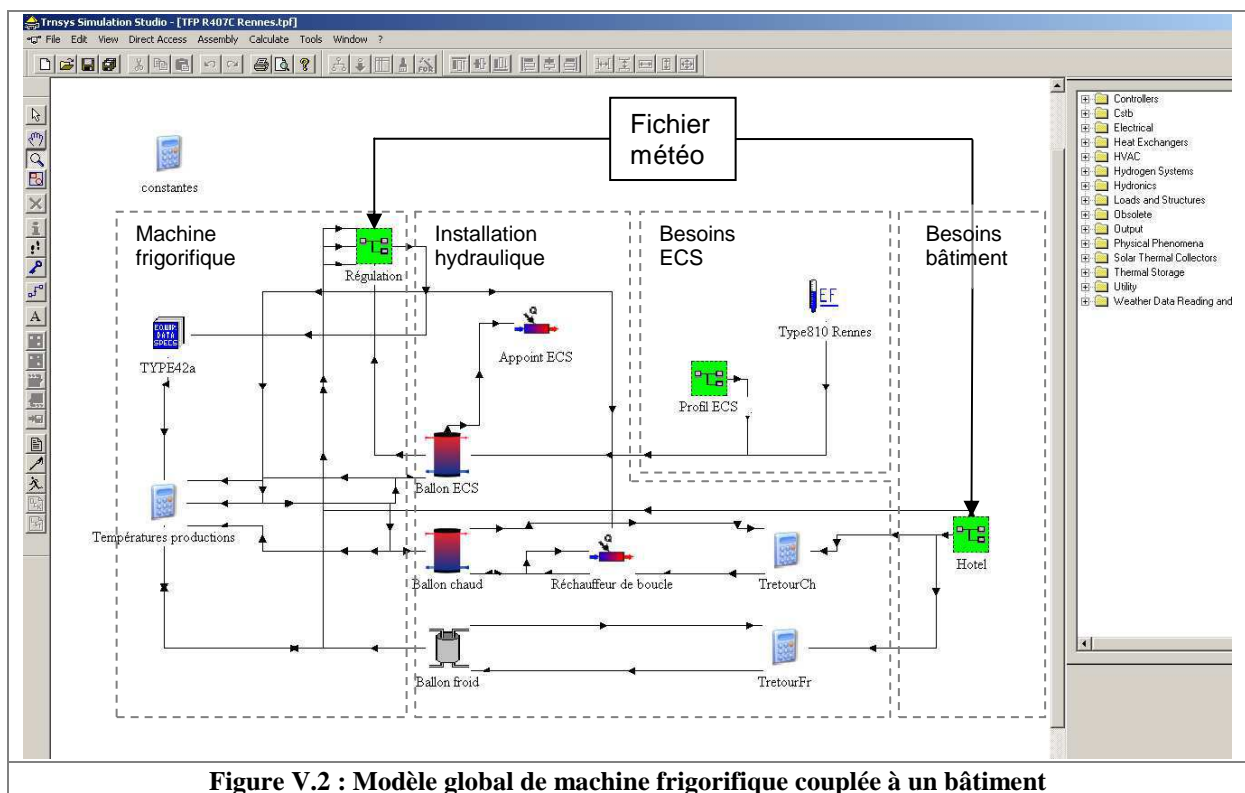 Trnsys Simulation Studio - [TFP R407C Rennes.tpf]
File Edit View Direct Access Assembly Calculate Tools Window ?
Fichier
météo
constantes
Machine
frigorifique
Installation
hydraulique
Besoins
ECS
Besoins
bâtiment
Régulation
EF
Type810 Rennes
EQUIP
DATA
SPECS
TYPE42a
Appoint ECS
Profil ECS
Ballon ECS
Températures productions
Ballon chaud
Réchauffeur de boucle
TretourCh
Hotel
Ballon froid
TretourFr
Controllers
Cstb
Electrical
Heat Exchangers
HVAC
Hydrogen Systems
Hydronics
Loads and Structures
Obsolete
Output
Physical Phenomena
Solar Thermal Collectors
Thermal Storage
Utility
Weather Data Reading and
Figure V.2 : Modèle global de machine frigorifique couplée à un bâtiment